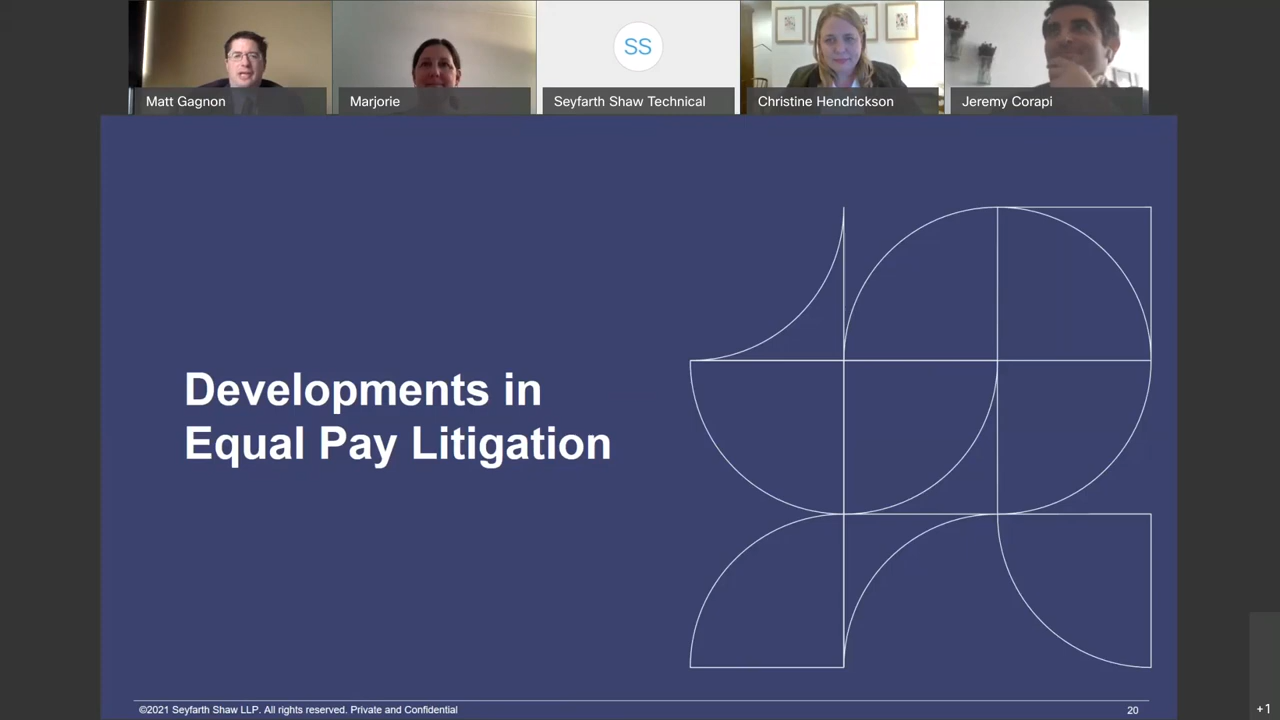 SS
Matt Gagnon
Marjorie
Seyfarth Shaw Technical
Christine Hendrickson
Jeremy Corapi
Developments in
Equal Pay Litigation
©2021 Seyfarth Shaw LLP. All rights reserved. Private and Confidential
20
+1